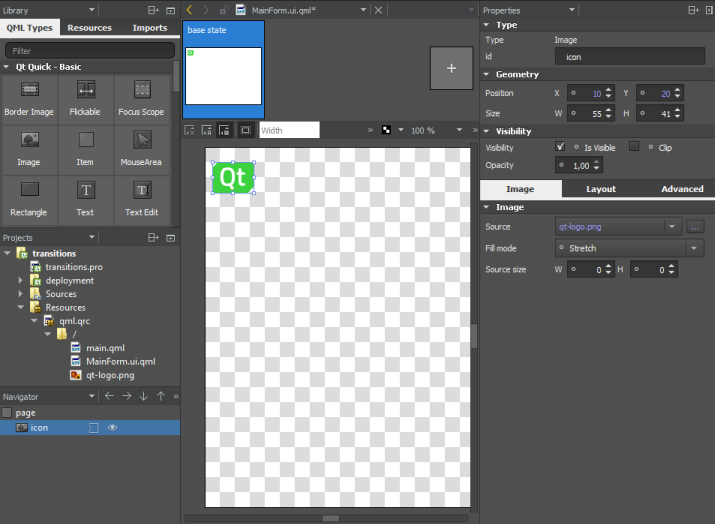 Library
QML Types Resources Imports
Filter
Qt Quick - Basic
Border Image Flickable Focus Scope
Image Item MouseArea
Rectangle Text Text Edit
Projects
transitions
transitions.pro
deployment
Sources
Resources
qml.qrc
/
main.qml
MainForm.ui.qml
qt-logo.png
Navigator
page
icon
MainForm.ui.qml*
base state
+
Width
100 %
Qt
Properties
Type
Type Image
id icon
Geometry
Position X 10 Y 20
Size W 55 H 41
Visibility
Visibility Is Visible Clip
Opacity 1,00
Image Layout Advanced
Image
Source qt-logo.png ...
Fill mode Stretch
Source size W 0 H 0